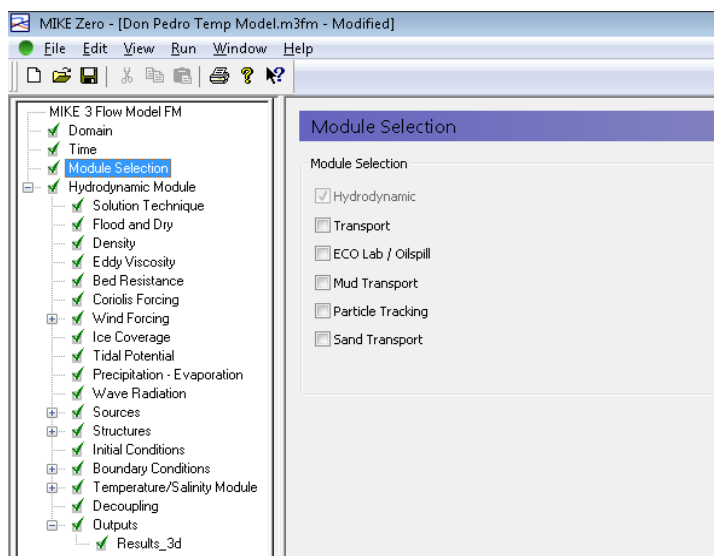 MIKE Zero - [Don Pedro Temp Model.m3fm - Modified]
File Edit View Run Window Help
MIKE 3 Flow Model FM
Domain
Time
Module Selection
Hydrodynamic Module
Solution Technique
Flood and Dry
Density
Eddy Viscosity
Bed Resistance
Coriolis Forcing
Wind Forcing
Ice Coverage
Tidal Potential
Precipitation - Evaporation
Wave Radiation
Sources
Structures
Initial Conditions
Boundary Conditions
Temperature/Salinity Module
Decoupling
Outputs
Results_3d
Module Selection
Module Selection
Hydrodynamic
Transport
ECO Lab / Oilspill
Mud Transport
Particle Tracking
Sand Transport